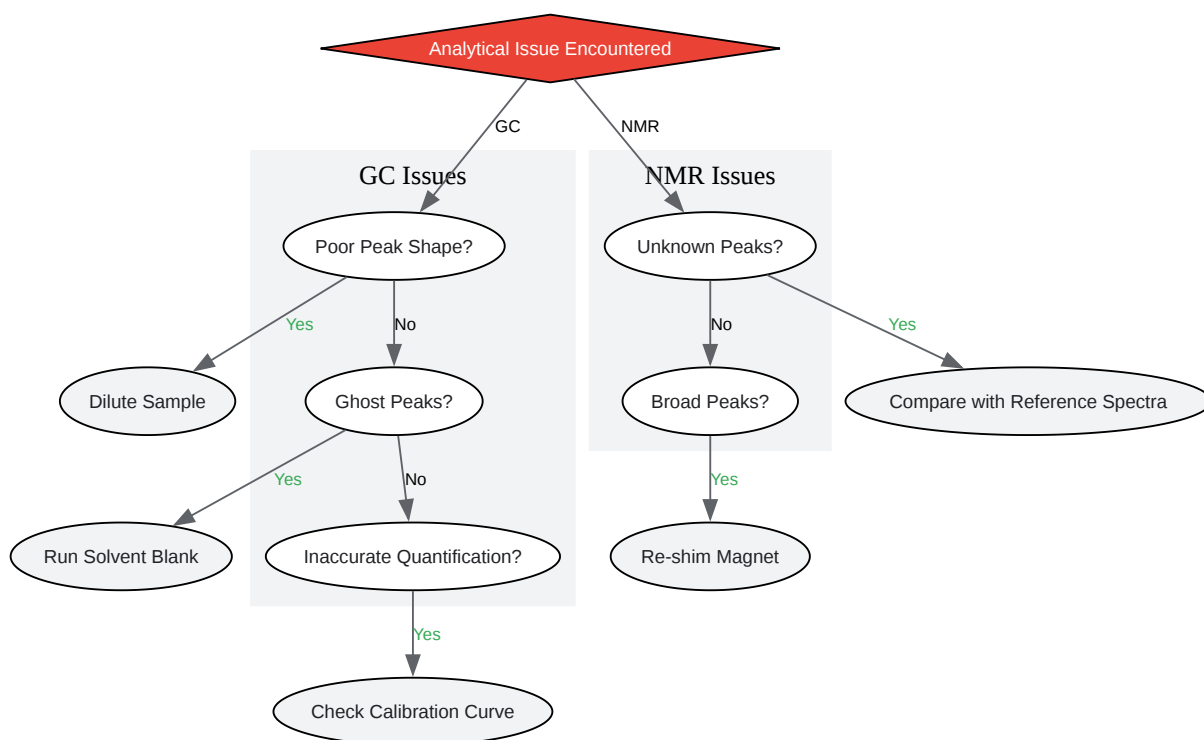 Analytical Issue Encountered
GC
NMR
GC Issues
NMR Issues
Poor Peak Shape?
Unknown Peaks?
Yes
No
No
Yes
Dilute Sample
Ghost Peaks?
Broad Peaks?
Compare with Reference Spectra
Yes
No
Yes
Run Solvent Blank
Inaccurate Quantification?
Re-shim Magnet
Yes
Check Calibration Curve